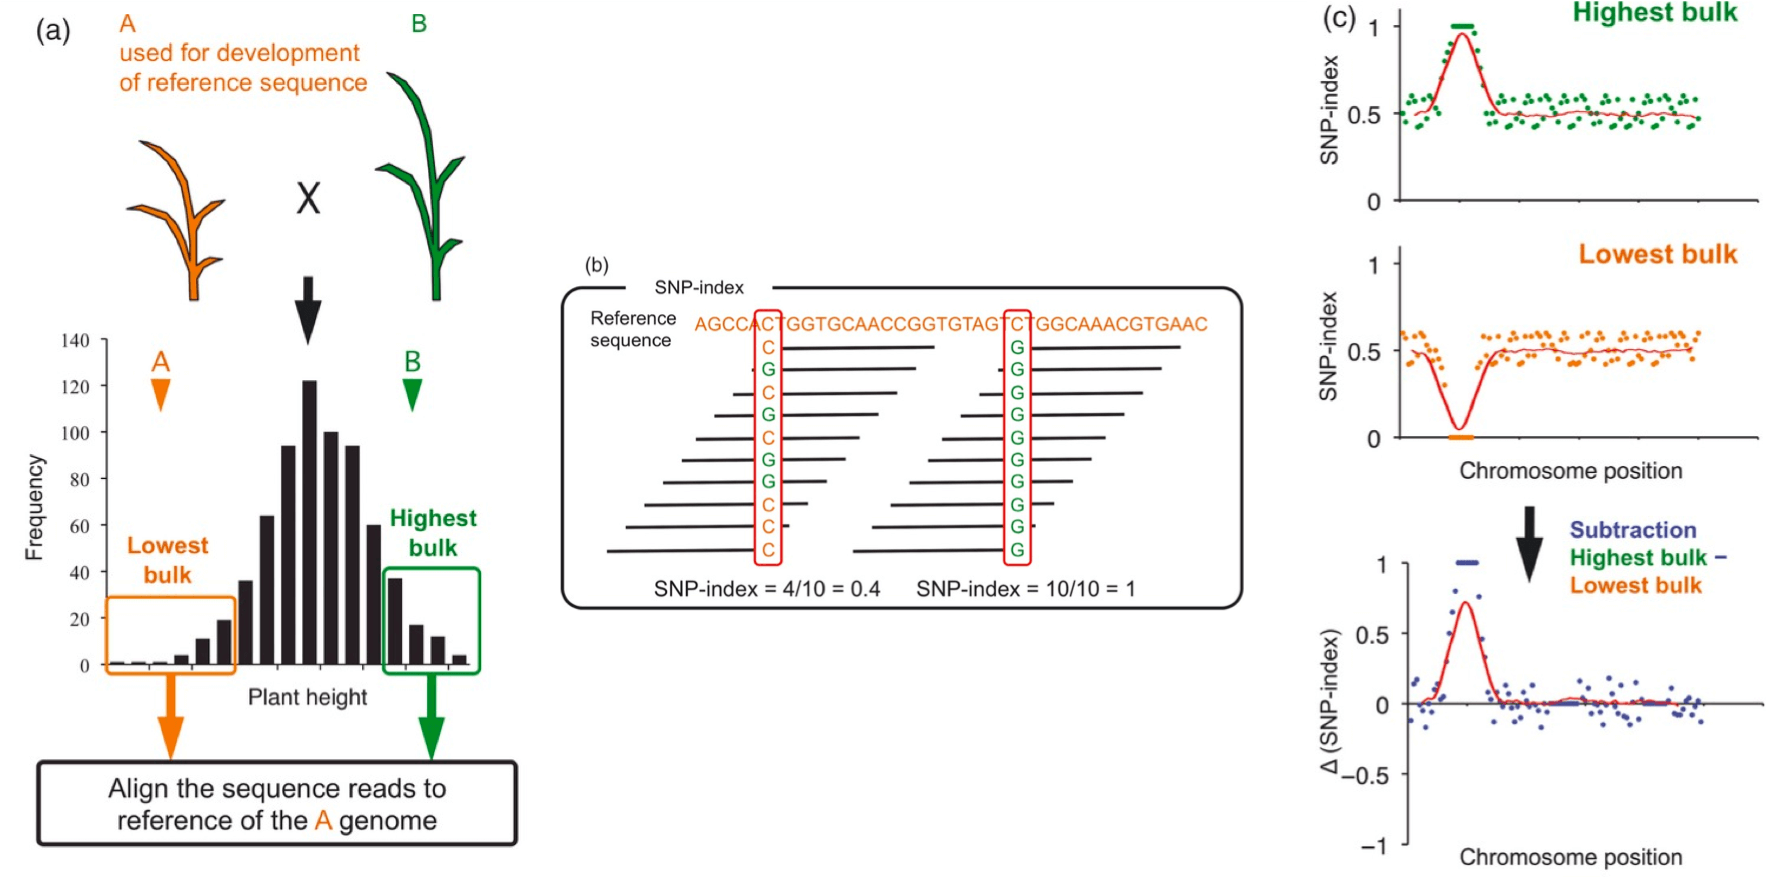 (a)
A
used for development
of reference sequence
B
X
140
120
100
80
60
40
20
0
Frequency
A
B
Lowest
bulk
Highest
bulk
Plant height
Align the sequence reads to
reference of the A genome
(b)
SNP-index
Reference
sequence
AGCCACTGGTGCAACCGGTGTAGTCTGGCAAACGTGAAC
C G
G G
C G
G G
C G
G G
G G
C G
C G
C G
SNP-index = 4/10 = 0.4
SNP-index = 10/10 = 1
(c)
Highest bulk
1
0.5
0
SNP-index
Lowest bulk
1
0.5
0
SNP-index
Chromosome position
Subtraction
Highest bulk –
Lowest bulk
1
0.5
0
−0.5
−1
Δ (SNP-index)
Chromosome position